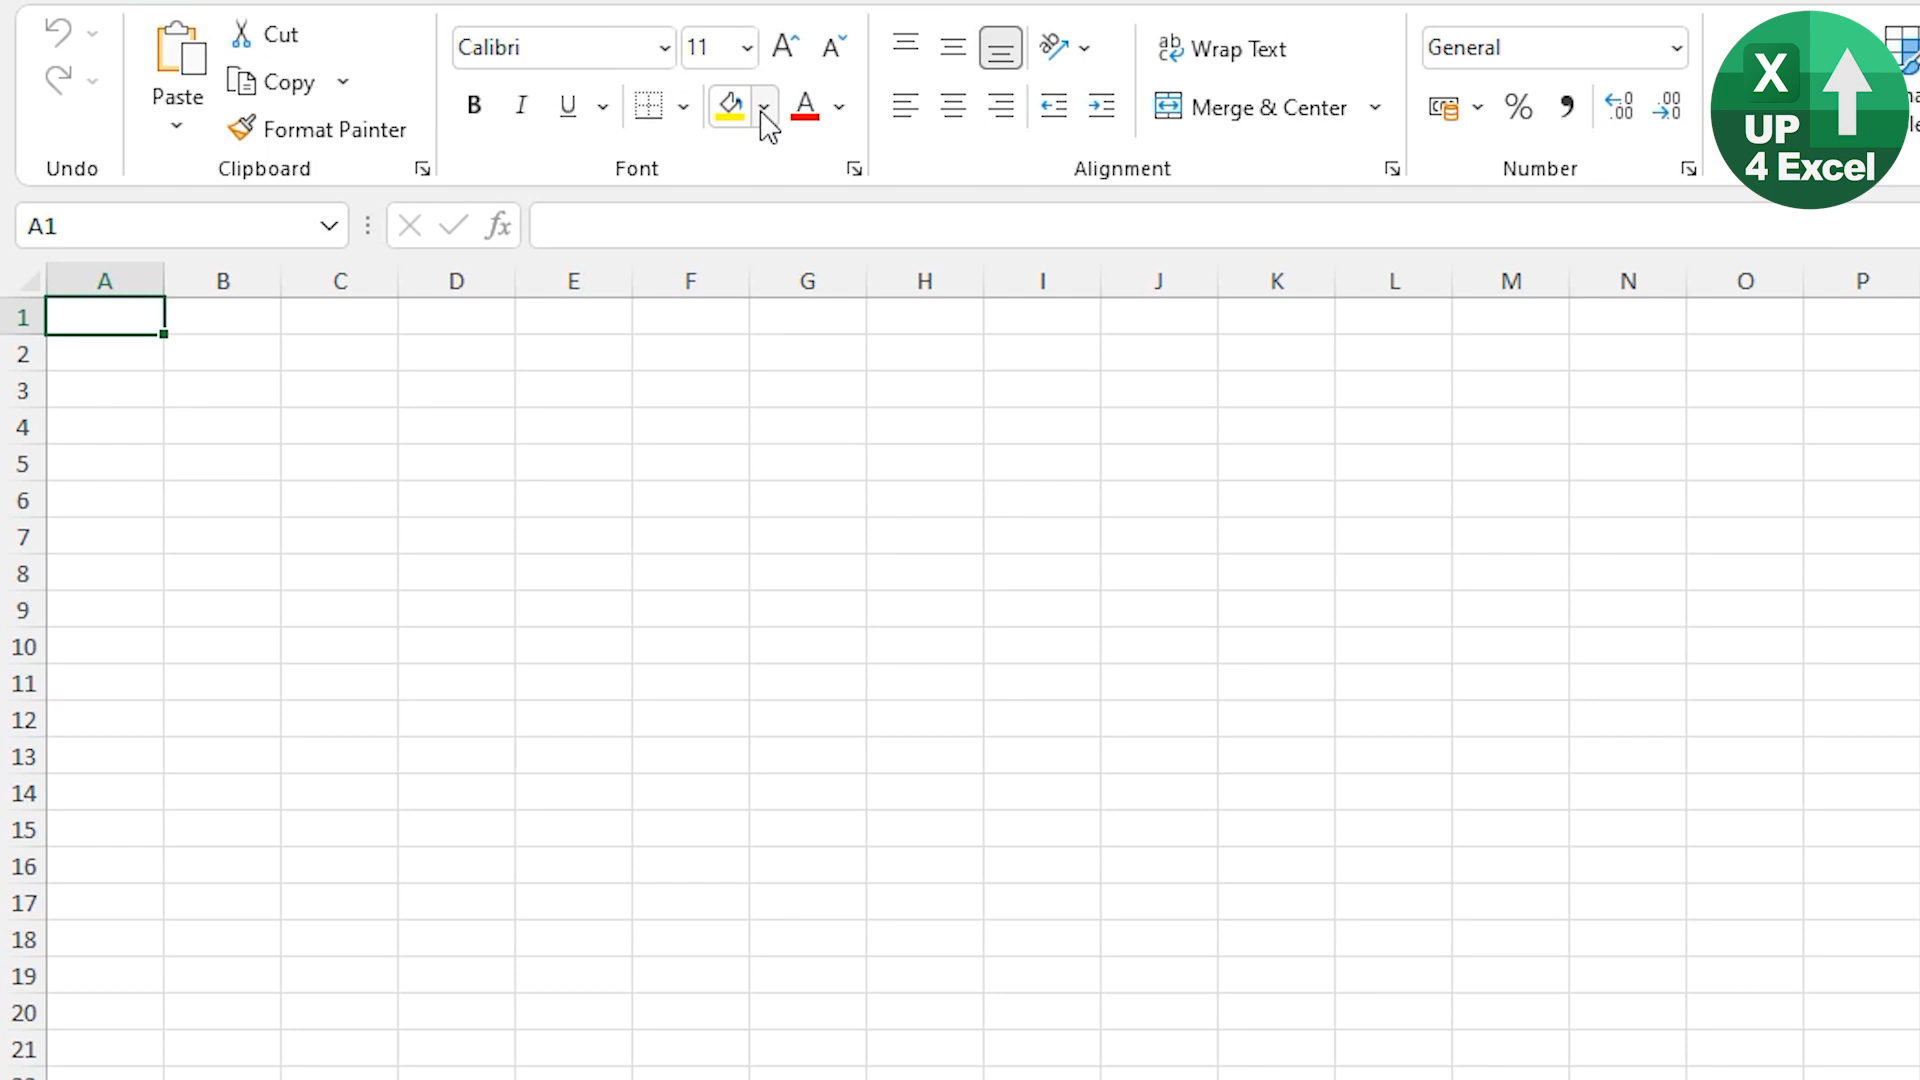 Cut
Calibri
11
Wrap Text
General
Copy
Paste
B I U
A
Merge & Center
%
Format Painter
Undo
Clipboard
Font
Alignment
Number
X
UP
4 Excel
A1
fx
A B C D E F G H I J K L M N O P
1
2
3
4
5
6
7
8
9
10
11
12
13
14
15
16
17
18
19
20
21